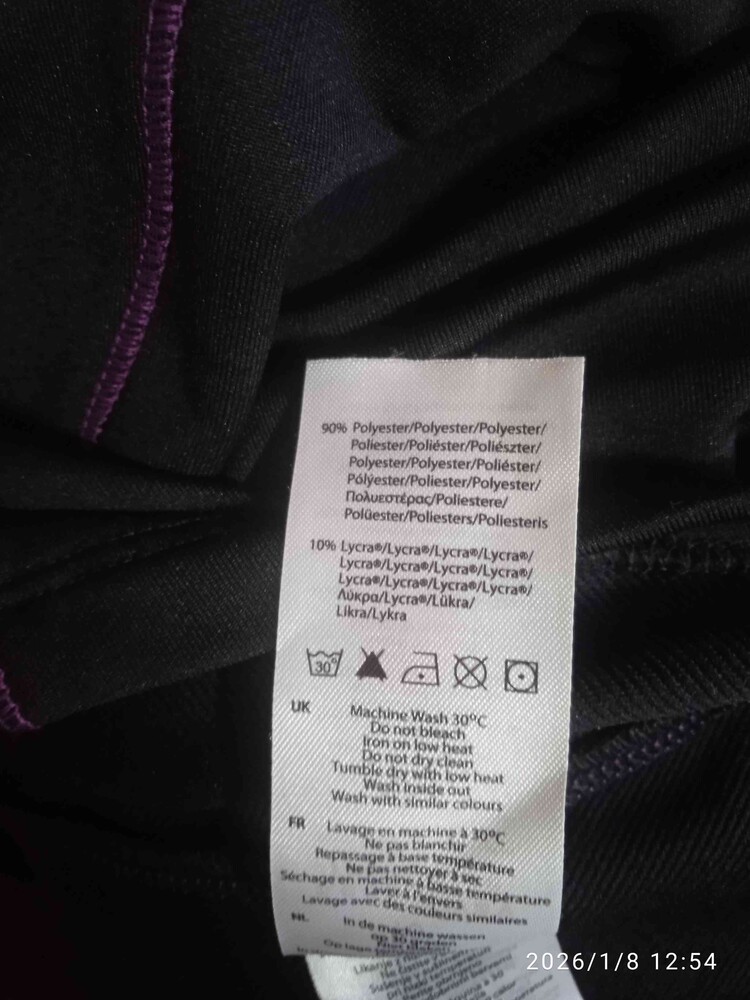 90% Polyester/Polyester/Polyester/
Poliester/Poliéster/Poliészter/
Polyester/Polyester/Poliéster/
Pólýester/Poliester/Polyester/
Πολυεστέρας/Poliestere/
Polüester/Poliesters/Poliesteris
10% Lycra®/Lycra®/Lycra®/Lycra®/
Lycra®/Lycra®/Lycra®/Lycra®/
Lycra®/Lycra®/Lycra®/Lycra®/
Λύκρα/Lycra®/Lükra/
Likra/Lykra
30°
UK Machine Wash 30ºC
Do not bleach
Iron on low heat
Do not dry clean
Tumble dry with low heat
Wash inside out
Wash with similar colours
FR Lavage en machine à 30ºC
Ne pas blanchir
Repassage à base température
Ne pas nettoyer à sec
Séchage en machine à basse température
Laver à l'envers
Lavage avec des couleurs similaires
NL In de machine wassen
op 30 graden
2026/1/8 12:54